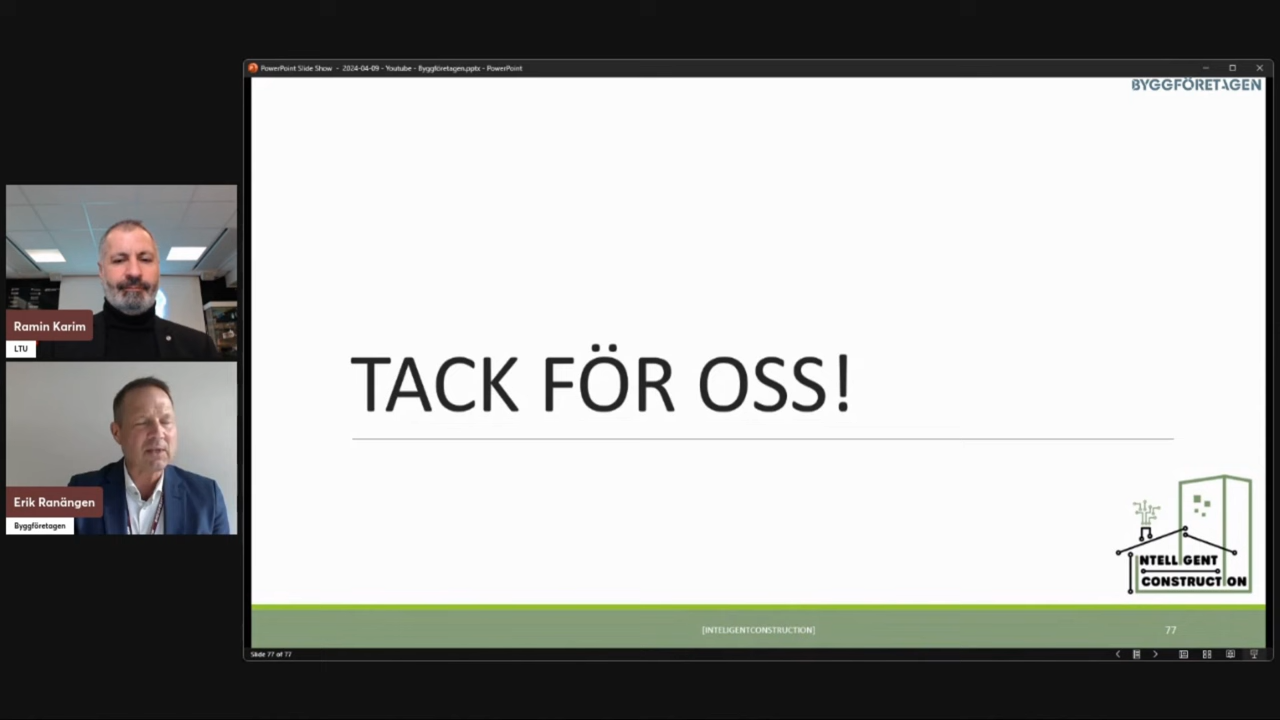 PowerPoint Slide Show - 2024-04-09 - Youtube - Byggföretagen.pptx - PowerPoint
BYGGFÖRETAGEN
Ramin Karim
LTU
Erik Ranängen
Byggföretagen
TACK FÖR OSS!
INTELLIGENT
CONSTRUCTION
[INTELIGENTCONSTRUCTION]
77
Slide 77 of 77